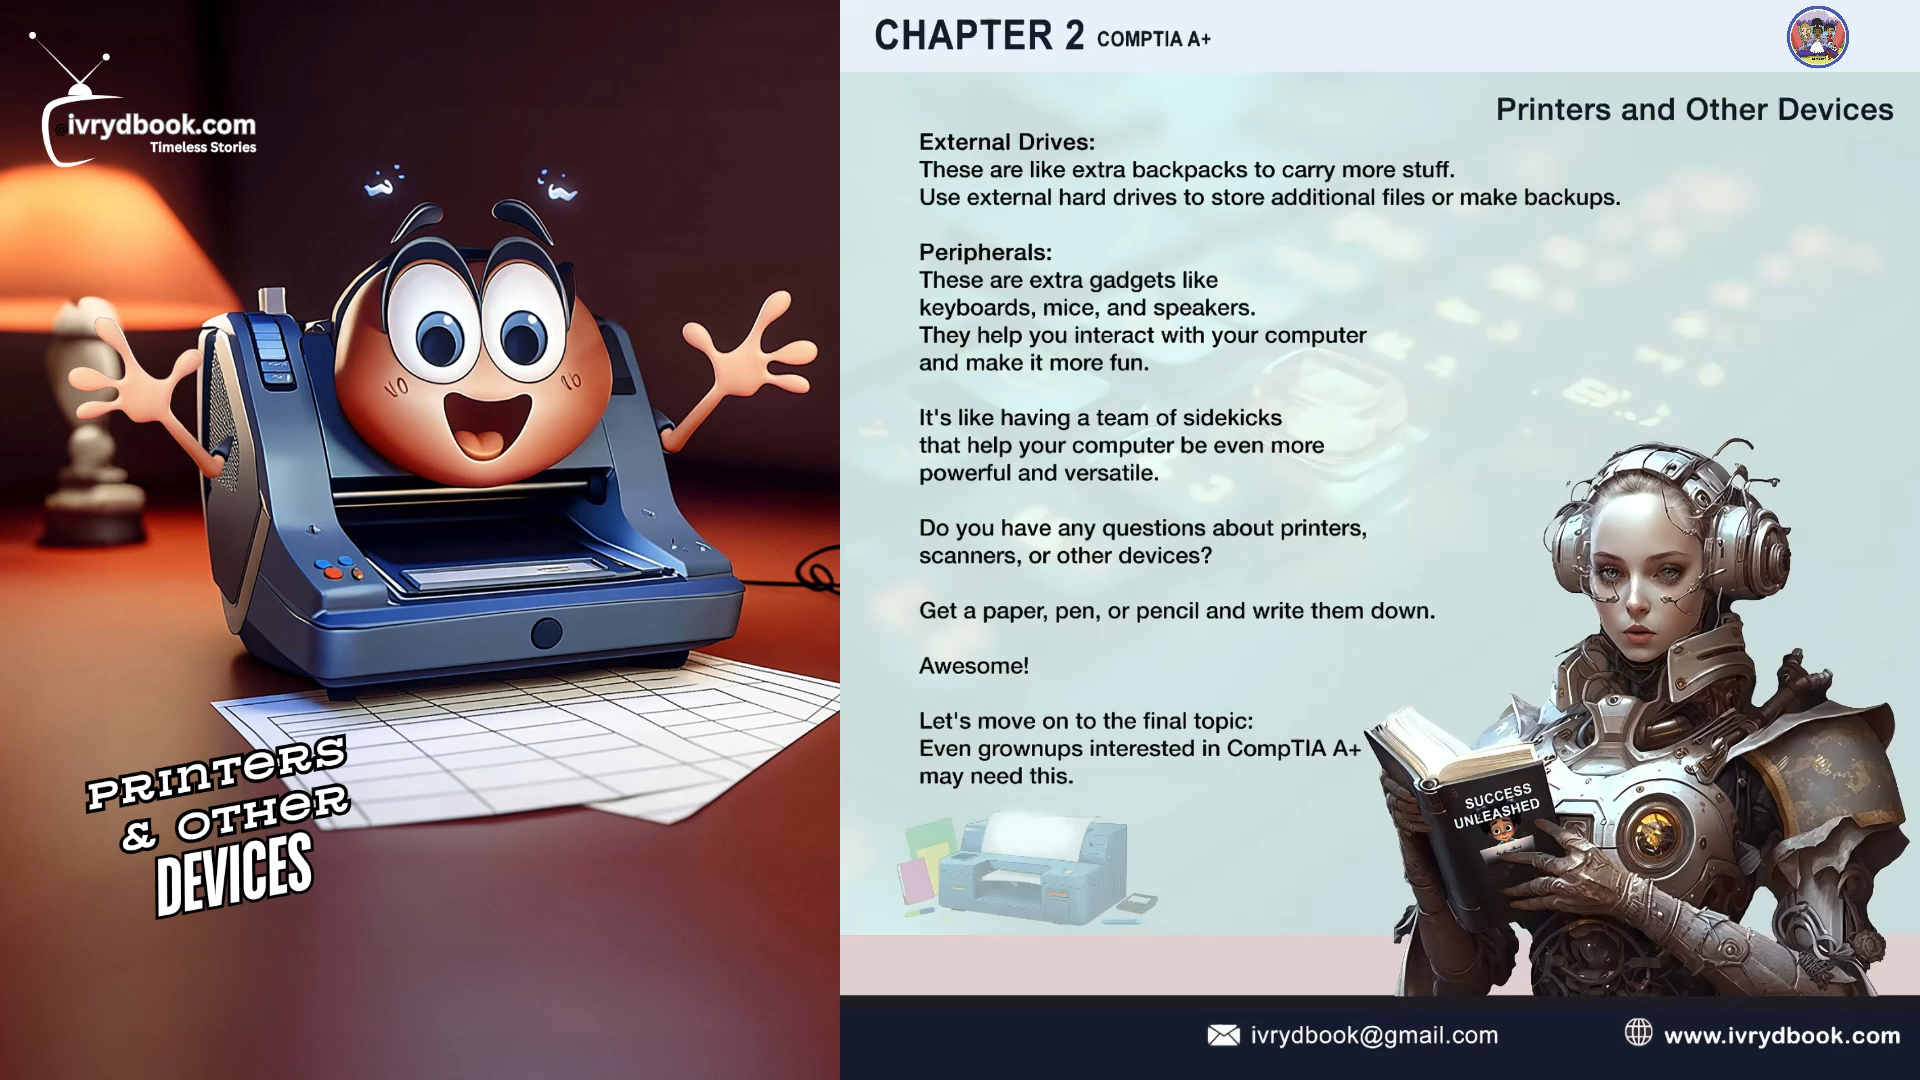 ivrydbook.com
Timeless Stories
PRINTERS
& OTHER
DEVICES
CHAPTER 2 COMPTIA A+
Printers and Other Devices
External Drives:
These are like extra backpacks to carry more stuff.
Use external hard drives to store additional files or make backups.
Peripherals:
These are extra gadgets like
keyboards, mice, and speakers.
They help you interact with your computer
and make it more fun.
It's like having a team of sidekicks
that help your computer be even more
powerful and versatile.
Do you have any questions about printers,
scanners, or other devices?
Get a paper, pen, or pencil and write them down.
Awesome!
Let's move on to the final topic:
Even grownups interested in CompTIA A+
may need this.
SUCCESS
UNLEASHED
ivrydbook@gmail.com
www.ivrydbook.com